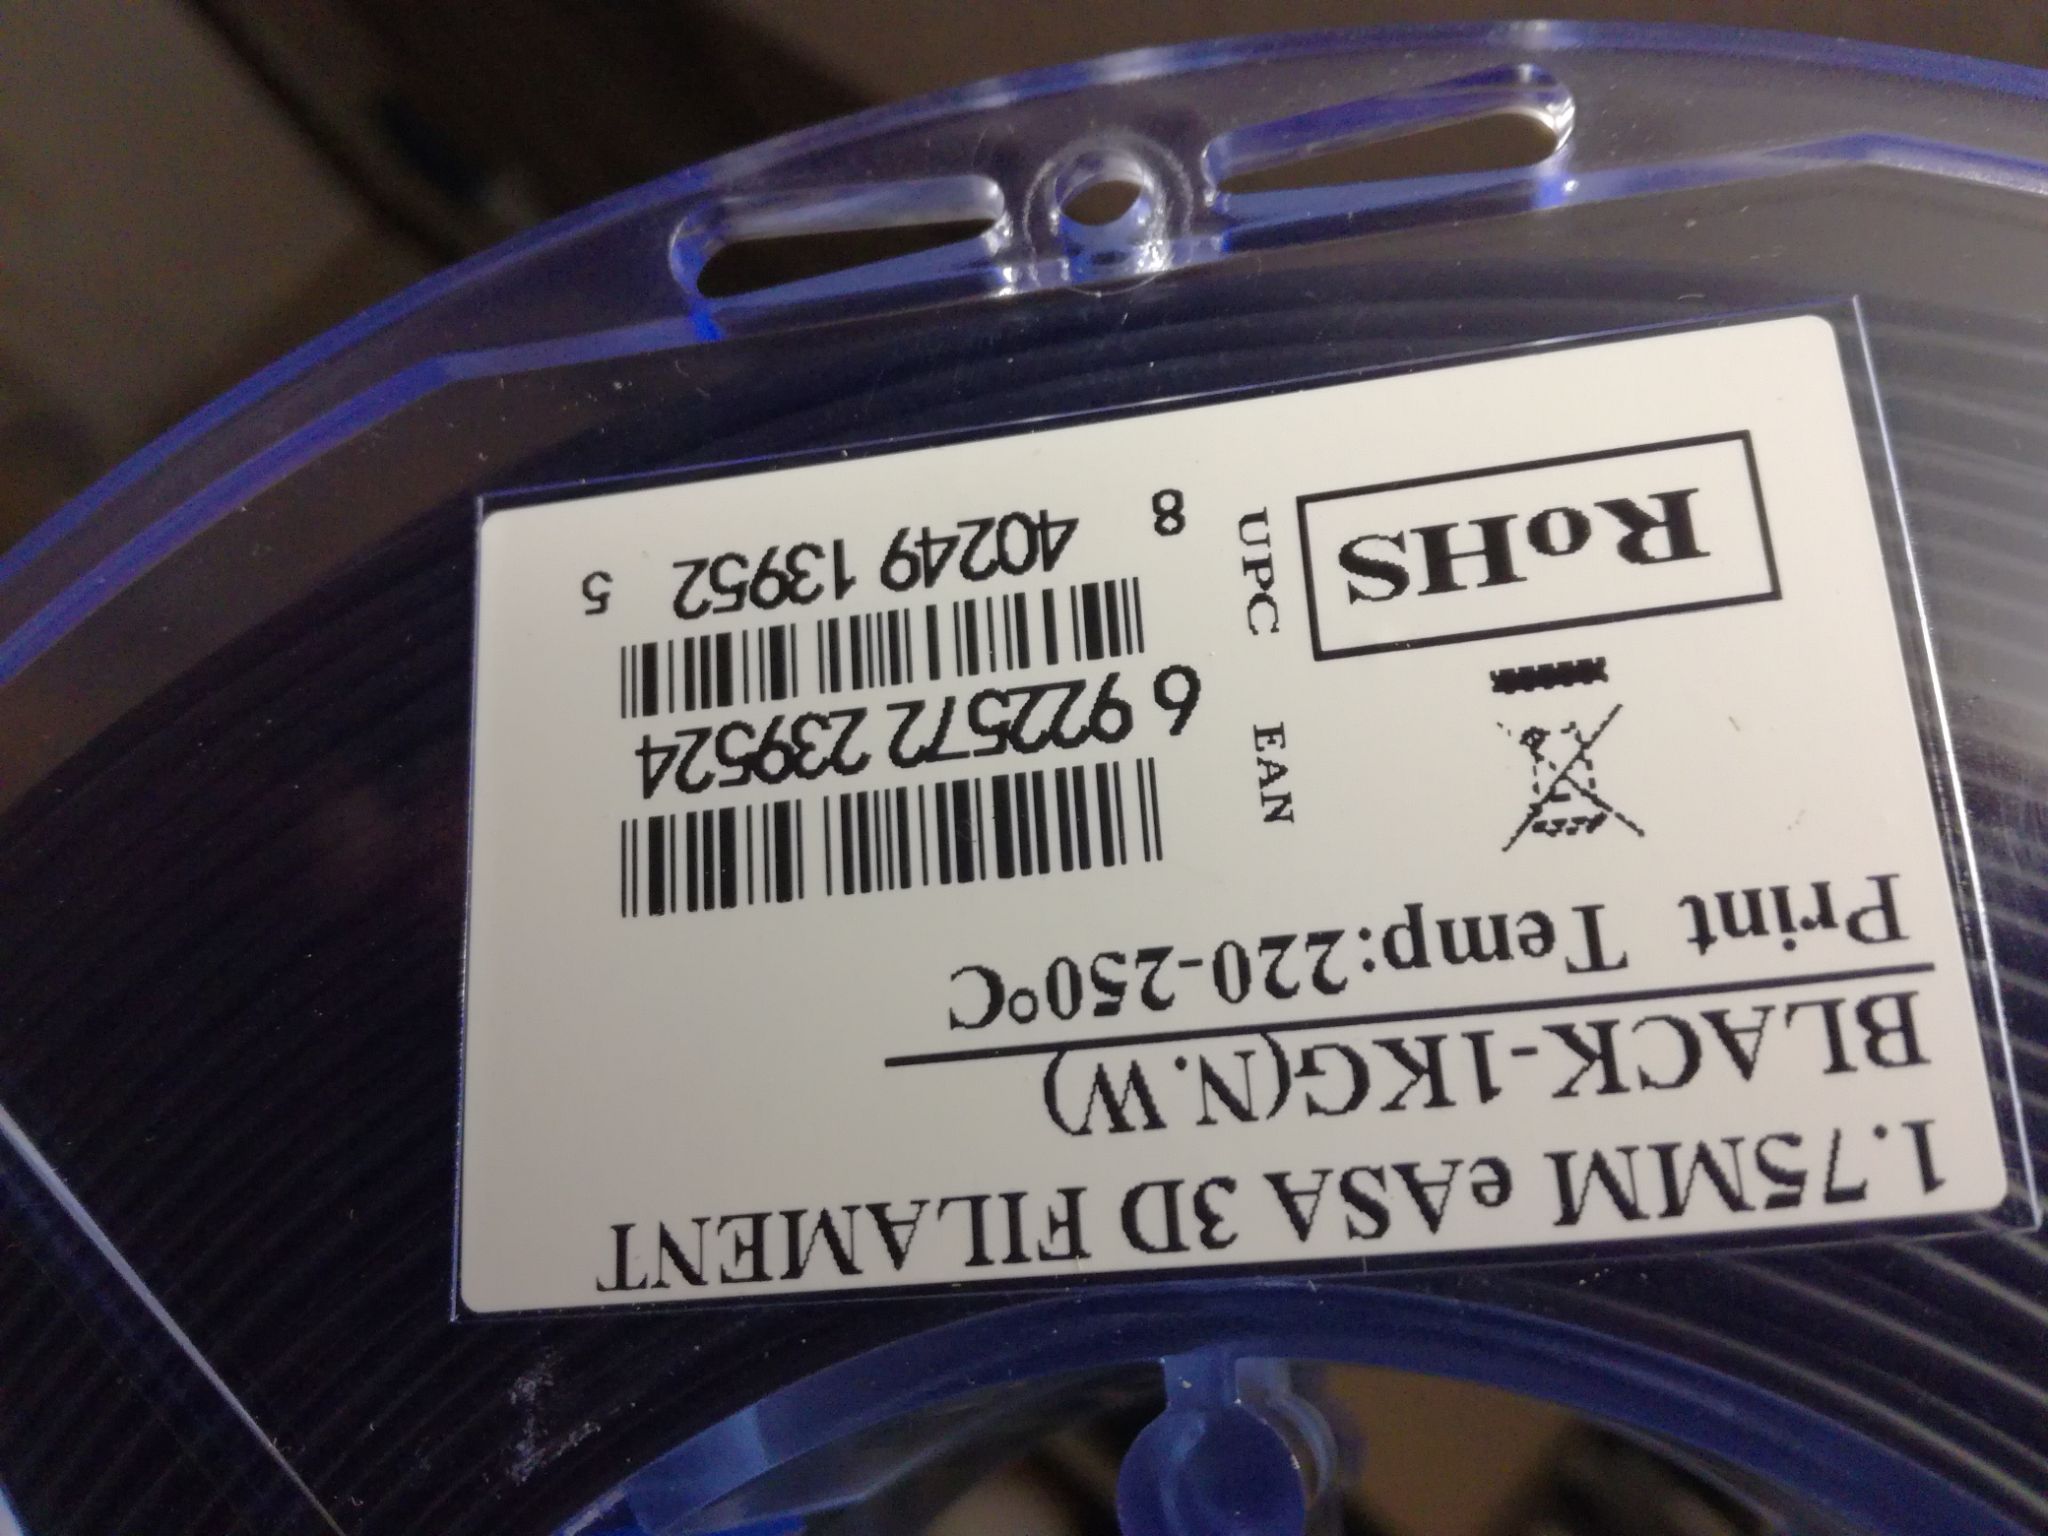 1.75MM eASA 3D FILAMENT
BLACK-1KG(N.W)
Print Temp:220-250°C
EAN
6 922572 239524
UPC
8 40249 13952 5
RoHS